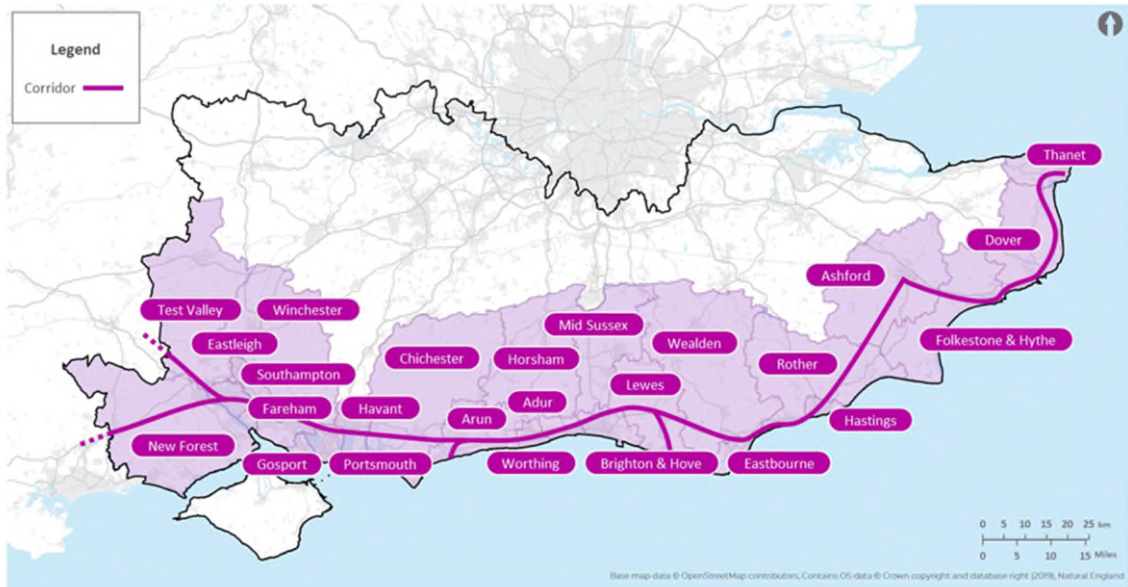 Legend
Corridor
Thanet
Dover
Ashford
Test Valley
Winchester
Mid Sussex
Folkestone & Hythe
Eastleigh
Wealden
Chichester
Horsham
Rother
Southampton
Lewes
Fareham
Havant
Adur
Arun
Hastings
New Forest
Gosport
Portsmouth
Worthing
Brighton & Hove
Eastbourne
0 5 10 15 20 25 km
0 5 10 15 Miles
Base map data © OpenStreetMap contributors, Contains OS data © Crown copyright and database right (2019), Natural England